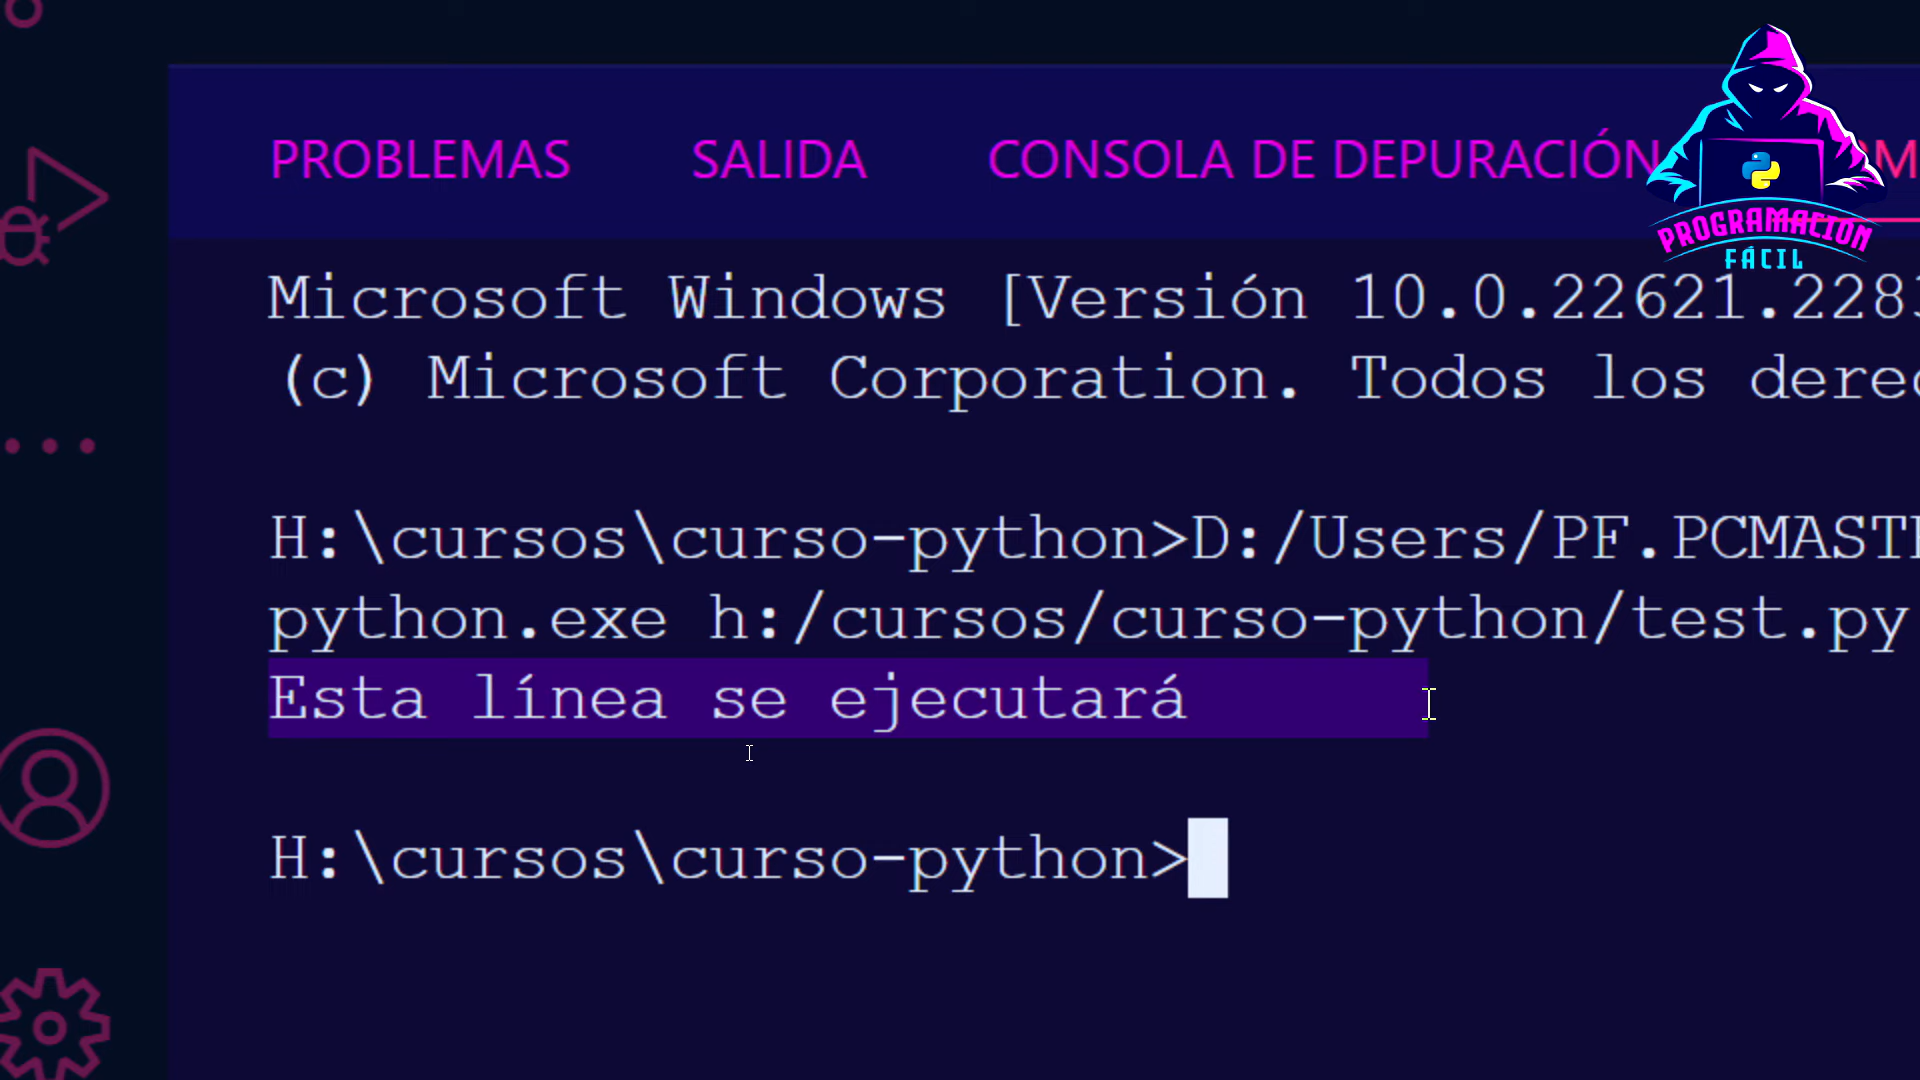 PROBLEMAS SALIDA CONSOLA DE DEPURACIÓN
PROGRAMACION
FÁCIL
Microsoft Windows [Versión 10.0.22621.228
(c) Microsoft Corporation. Todos los
H:\cursos\curso-python>D:/Users/PF.PCMAST
python.exe h:/cursos/curso-python/test.py
Esta línea se ejecutará
H:\cursos\curso-python>